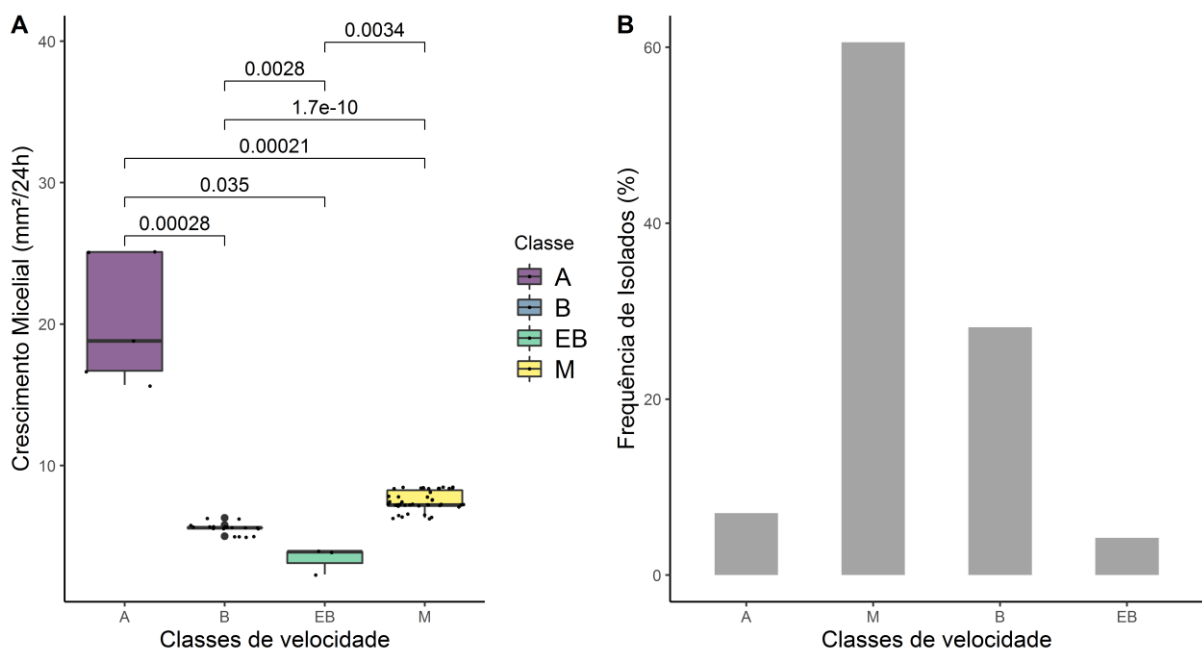 A
Crescimento Micelial (mm²/24h)
40
30
20
10
0.0034
0.0028
1.7e-10
0.00021
0.035
0.00028
A
B
EB
M
Classes de velocidade
Classe
A
B
EB
M
B
Frequência de Isolados (%)
60
40
20
0
A
M
B
EB
Classes de velocidade